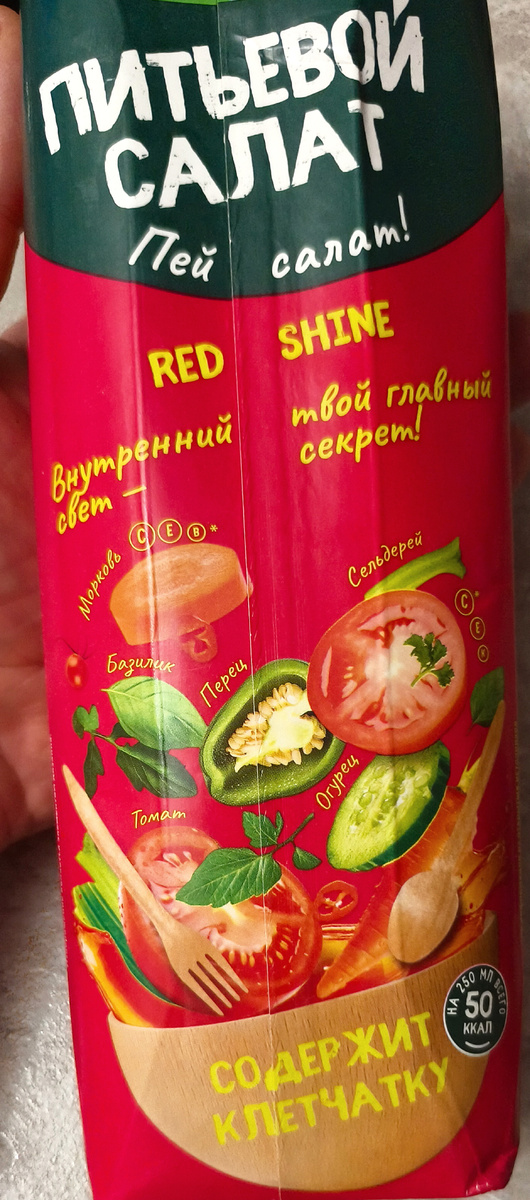 ПИТЬЕВОЙ
САЛАТ
Пей салат!
RED SHINE
Внутренний
свет —
твой главный
секрет!
Морковь
C E B*
Сельдерей
C* E K
Базилик
Перец
Огурец
Томат
НА 250 МЛ ВСЕГО
50
ККАЛ
СОДЕРЖИТ
КЛЕТЧАТКУ